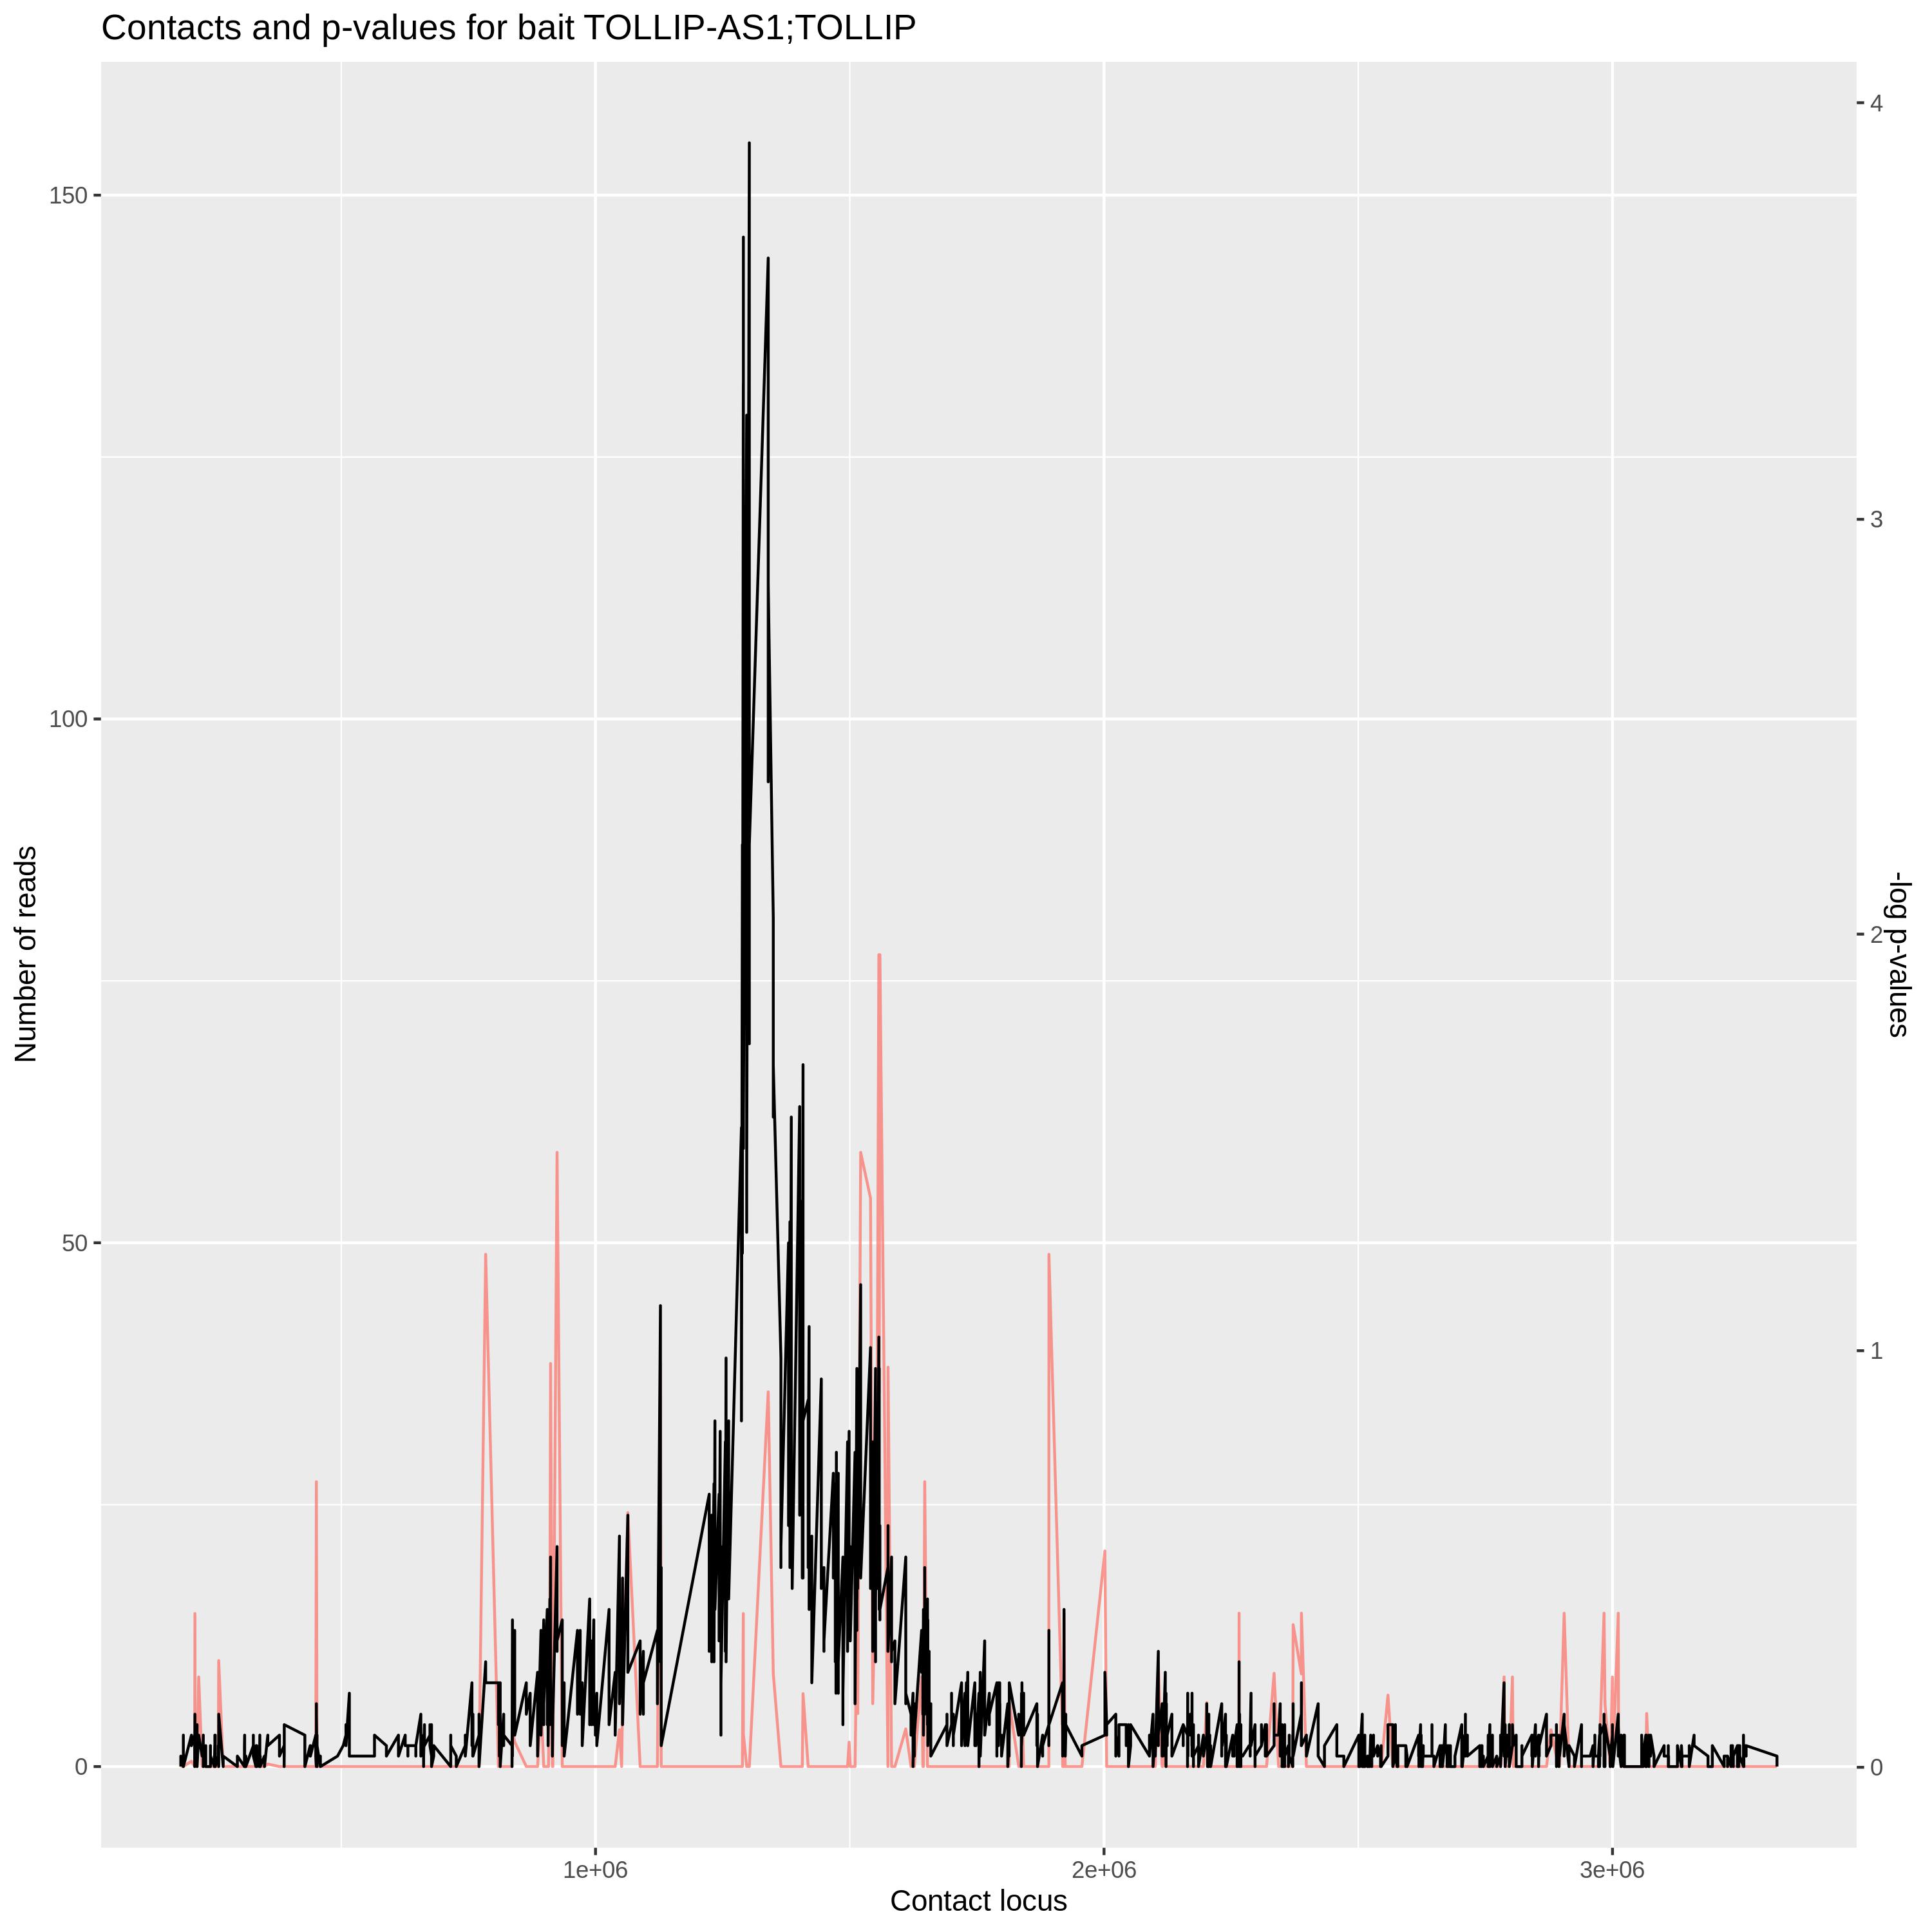 Contacts and p-values for bait TOLLIP-AS1;TOLLIP
150
100
50
0
Number of reads
4
3
2
1
0
-log p-values
1e+06
2e+06
3e+06
Contact locus